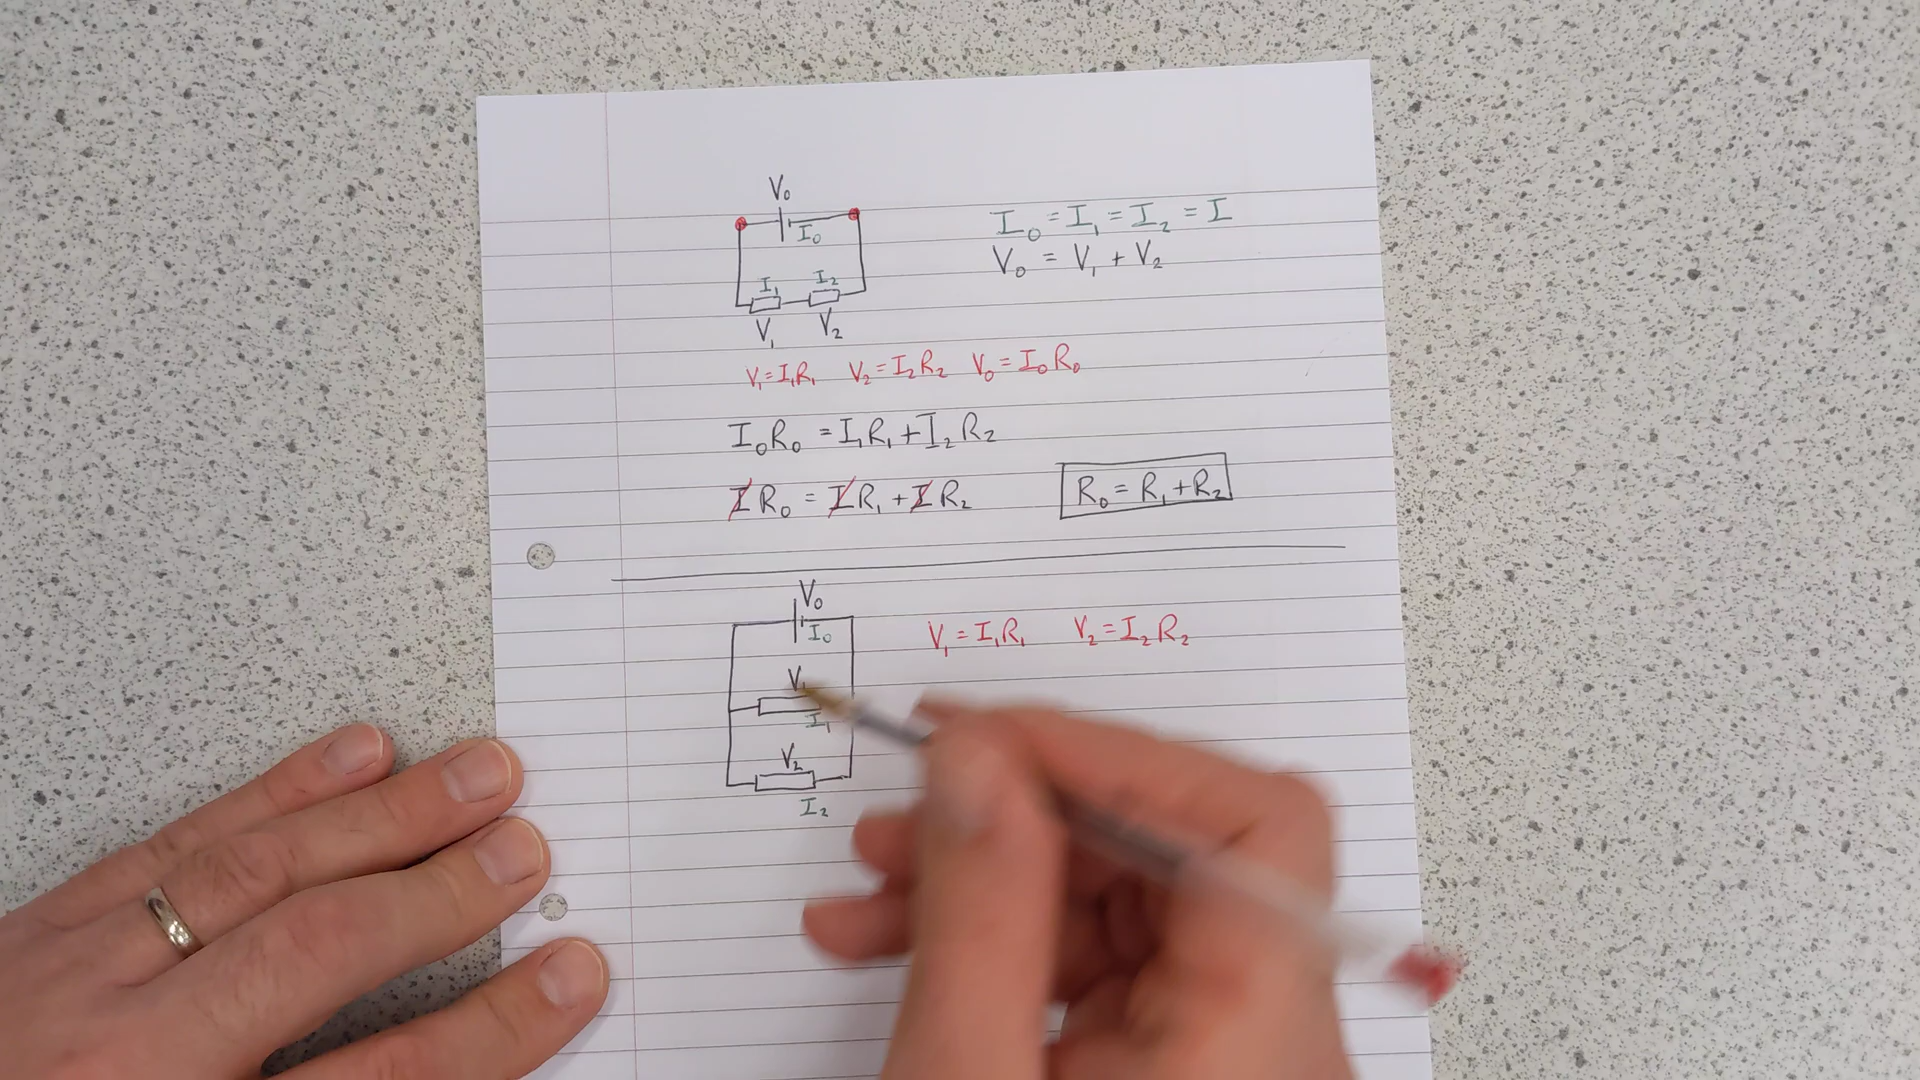 V₀
I₀
I₀ = I₁ = I₂ = I
V₀ = V₁ + V₂
I₁ I₂
V₁ V₂
V₁ = I₁R₁ V₂ = I₂R₂ V₀ = I₀R₀
I₀R₀ = I₁R₁ + I₂R₂
IR₀ = IR₁ + IR₂ R₀ = R₁ + R₂
V₀
I₀
V₁ = I₁R₁ V₂ = I₂R₂
V₁
I₁
V₂
I₂